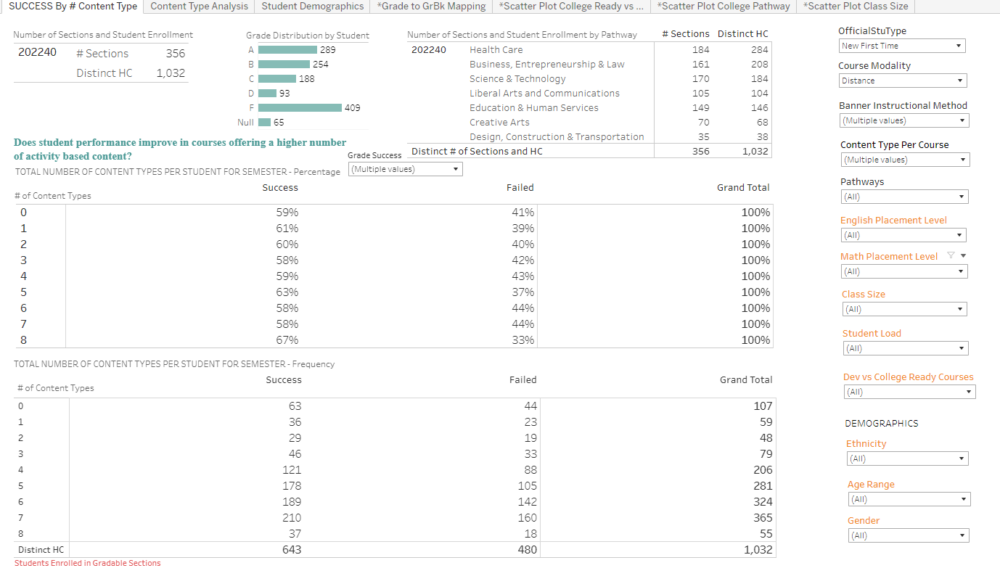 SUCCESS By # Content Type
Content Type Analysis
Student Demographics
*Grade to GrBk Mapping
*Scatter Plot College Ready vs ...
*Scatter Plot College Pathway
*Scatter Plot Class Size
Number of Sections and Student Enrollment
202240 # Sections 356
Distinct HC 1,032
Grade Distribution by Student
A 289
B 254
C 188
D 93
F 409
Null 65
Number of Sections and Student Enrollment by Pathway # Sections Distinct HC
202240 Health Care 184 284
Business, Entrepreneurship & Law 161 208
Science & Technology 170 184
Liberal Arts and Communications 105 104
Education & Human Services 149 146
Creative Arts 70 68
Design, Construction & Transportation 35 38
Distinct # of Sections and HC 356 1,032
Does student performance improve in courses offering a higher number
of activity based content?
Grade Success
(Multiple values)
TOTAL NUMBER OF CONTENT TYPES PER STUDENT FOR SEMESTER - Percentage
# of Content Types Success Failed Grand Total
0 59% 41% 100%
1 61% 39% 100%
2 60% 40% 100%
3 58% 42% 100%
4 59% 43% 100%
5 63% 37% 100%
6 58% 44% 100%
7 58% 44% 100%
8 67% 33% 100%
TOTAL NUMBER OF CONTENT TYPES PER STUDENT FOR SEMESTER - Frequency
# of Content Types Success Failed Grand Total
0 63 44 107
1 36 23 59
2 29 19 48
3 46 33 79
4 121 88 206
5 178 105 281
6 189 142 324
7 210 160 365
8 37 18 55
Distinct HC 643 480 1,032
Students Enrolled in Gradable Sections
OfficialStuType
New First Time
Course Modality
Distance
Banner Instructional Method
(Multiple values)
Content Type Per Course
(Multiple values)
Pathways
(All)
English Placement Level
(All)
Math Placement Level
(All)
Class Size
(All)
Student Load
(All)
Dev vs College Ready Courses
(All)
DEMOGRAPHICS
Ethnicity
(All)
Age Range
(All)
Gender
(All)